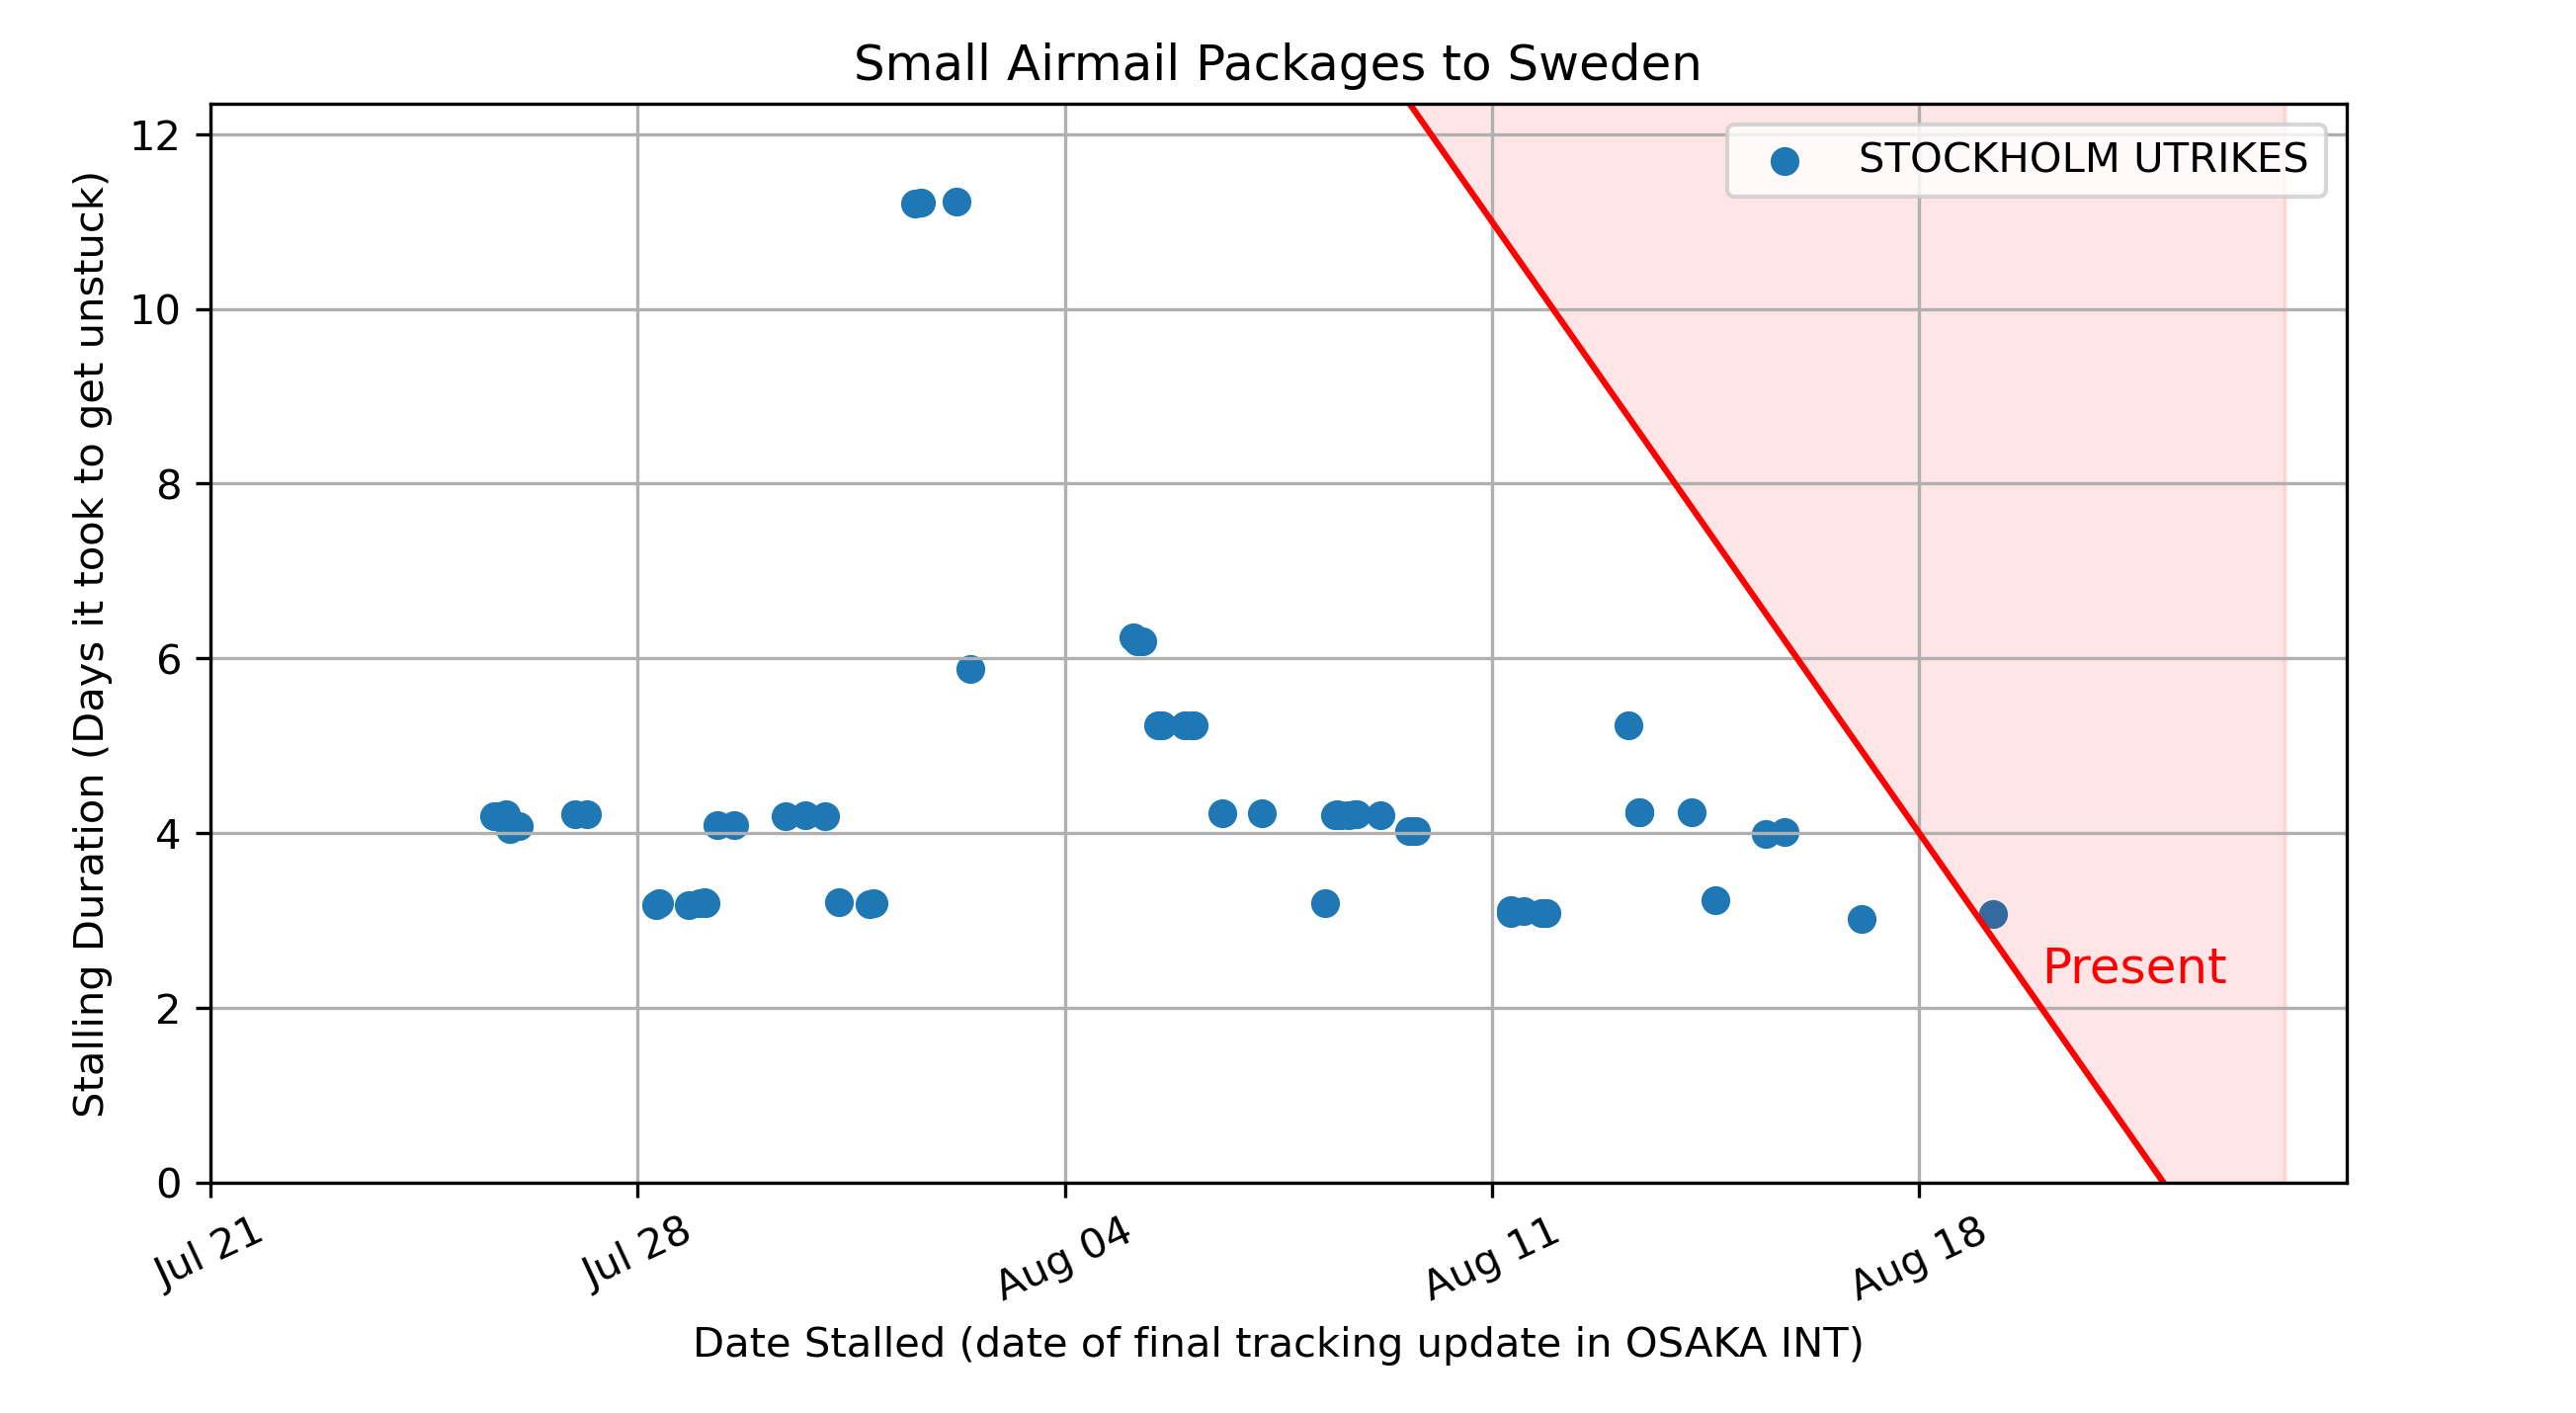 Small Airmail Packages to Sweden
STOCKHOLM UTRIKES
Stalling Duration (Days it took to get unstuck)
12
10
8
6
4
2
0
Present
Jul 21
Jul 28
Aug 04
Aug 11
Aug 18
Date Stalled (date of final tracking update in OSAKA INT)